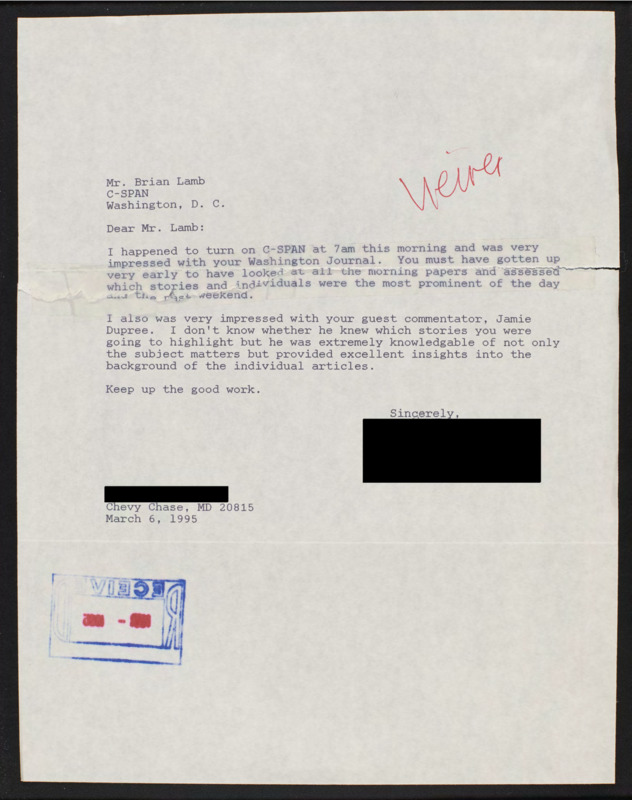 Viewer
Mr. Brian Lamb
C-SPAN
Washington, D. C.
Dear Mr. Lamb:
I happened to turn on C-SPAN at 7am this morning and was very
impressed with your Washington Journal.  You must have gotten up
very early to have looked at all the morning papers and assessed
which stories and individuals were the most prominent of the day
and the past weekend.
I also was very impressed with your guest commentator, Jamie
Dupree.  I don't know whether he knew which stories you were
going to highlight but he was extremely knowledgable of not only
the subject matters but provided excellent insights into the
background of the individual articles.
Keep up the good work.
Sincerely,
Chevy Chase, MD 20815
March 6, 1995
RECEIV